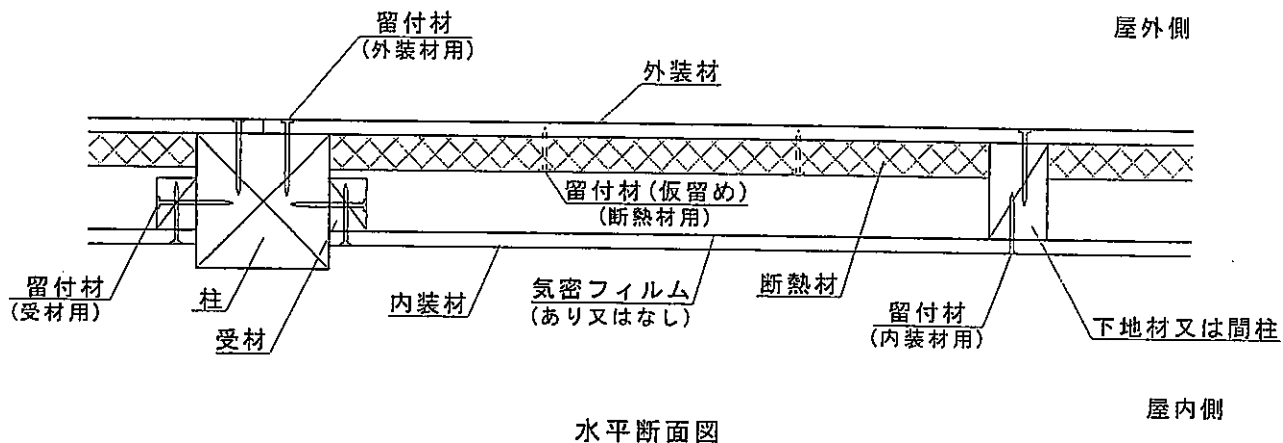 留付材
(外装材用)
屋外側
外装材
留付材(仮留め)
(断熱材用)
留付材
(受材用)
柱
受材
内装材
気密フィルム
(あり又はなし)
断熱材
留付材
(内装材用)
下地材又は間柱
屋内側
水平断面図